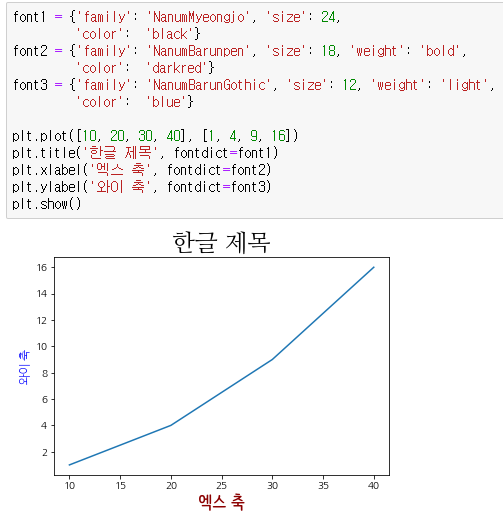 font1 = {'family': 'NanumMyeongjo', 'size': 24,
         'color':  'black'}
font2 = {'family': 'NanumBarunpen', 'size': 18, 'weight': 'bold',
         'color':  'darkred'}
font3 = {'family': 'NanumBarunGothic', 'size': 12, 'weight': 'light',
         'color':  'blue'}

plt.plot([10, 20, 30, 40], [1, 4, 9, 16])
plt.title('한글 제목', fontdict=font1)
plt.xlabel('엑스 축', fontdict=font2)
plt.ylabel('와이 축', fontdict=font3)
plt.show()
한글 제목
와이 축
16
14
12
10
8
6
4
2
10 15 20 25 30 35 40
엑스 축